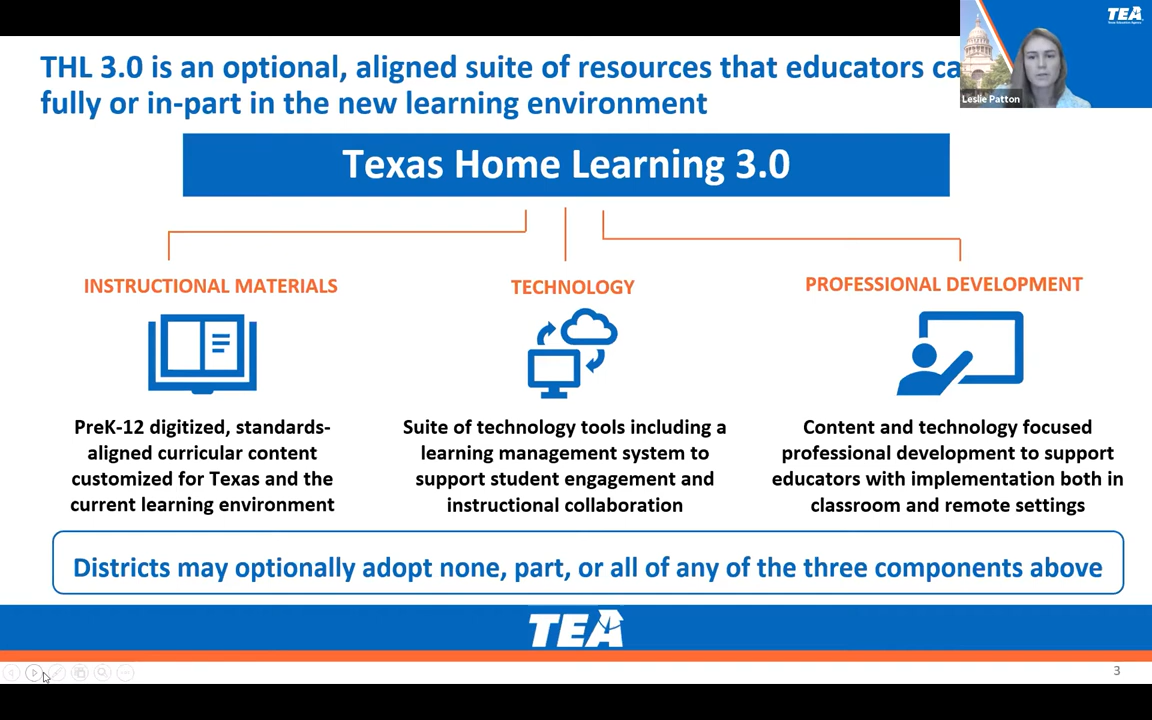 THL 3.0 is an optional, aligned suite of resources that educators ca
fully or in-part in the new learning environment
TEA
Leslie Patton
Texas Home Learning 3.0
INSTRUCTIONAL MATERIALS
TECHNOLOGY
PROFESSIONAL DEVELOPMENT
PreK-12 digitized, standards-
aligned curricular content
customized for Texas and the
current learning environment
Suite of technology tools including a
learning management system to
support student engagement and
instructional collaboration
Content and technology focused
professional development to support
educators with implementation both in
classroom and remote settings
Districts may optionally adopt none, part, or all of any of the three components above
TEA
3